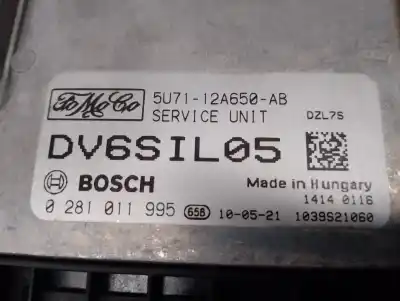 FoMoCo
5U71-12A650-AB
SERVICE UNIT
DZL7S
DV6SIL05
BOSCH
Made in Hungary
1414 0116
0 281 011 995 656 10-05-21 1039S21060